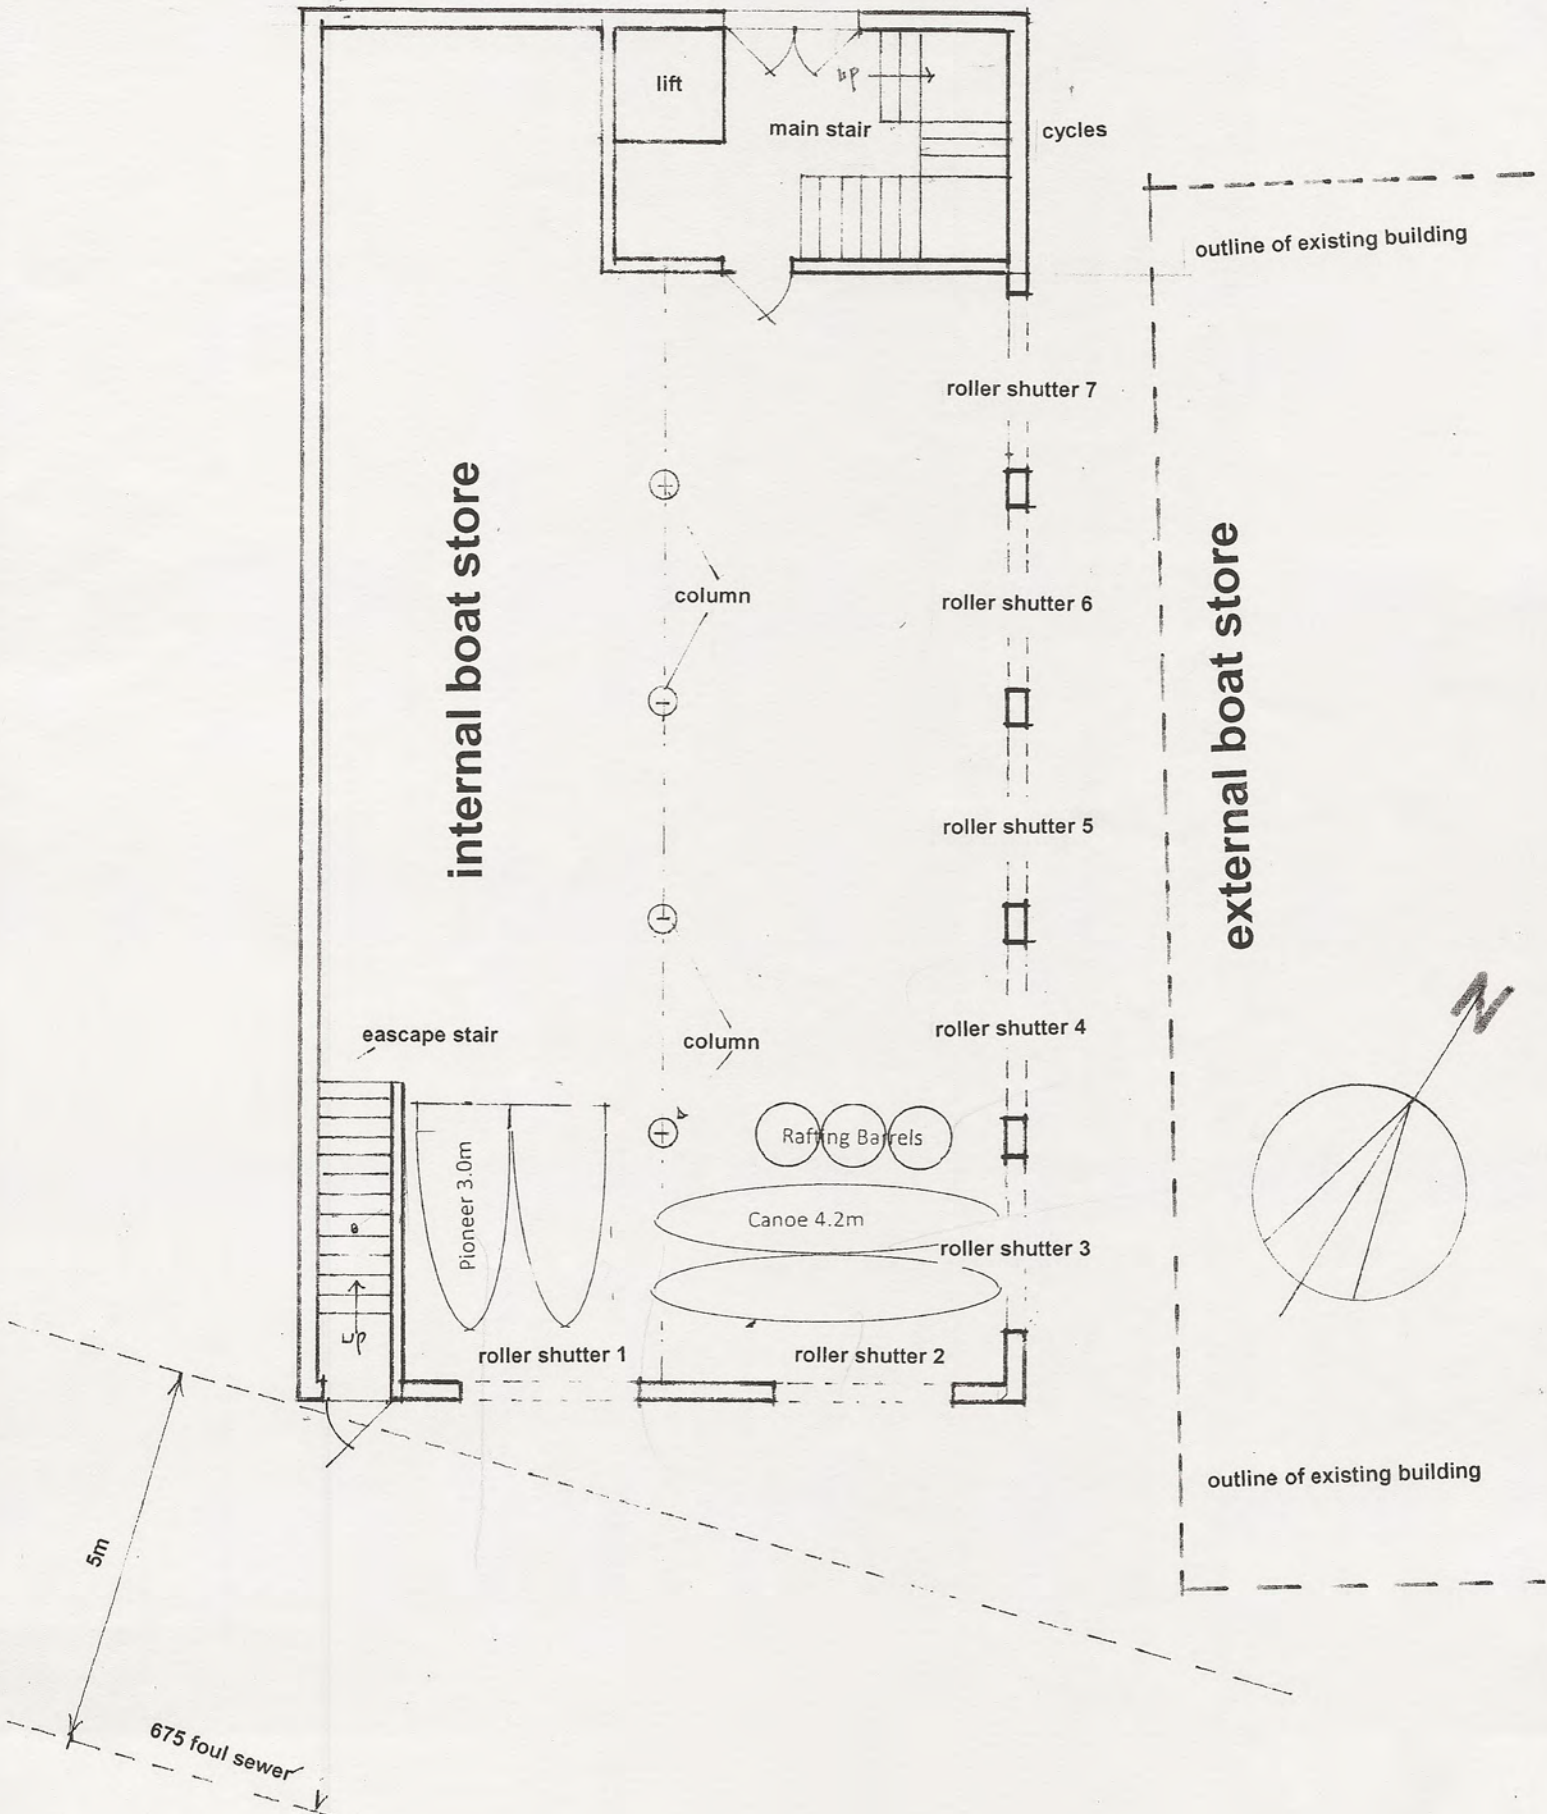 lift
up
main stair
cycles
outline of existing building
roller shutter 7
internal boat store
column
roller shutter 6
external boat store
roller shutter 5
N
eascape stair
column
roller shutter 4
Pioneer 3.0m
Rafting Barrels
Canoe 4.2m
roller shutter 3
up
roller shutter 1
roller shutter 2
outline of existing building
5m
675 foul sewer